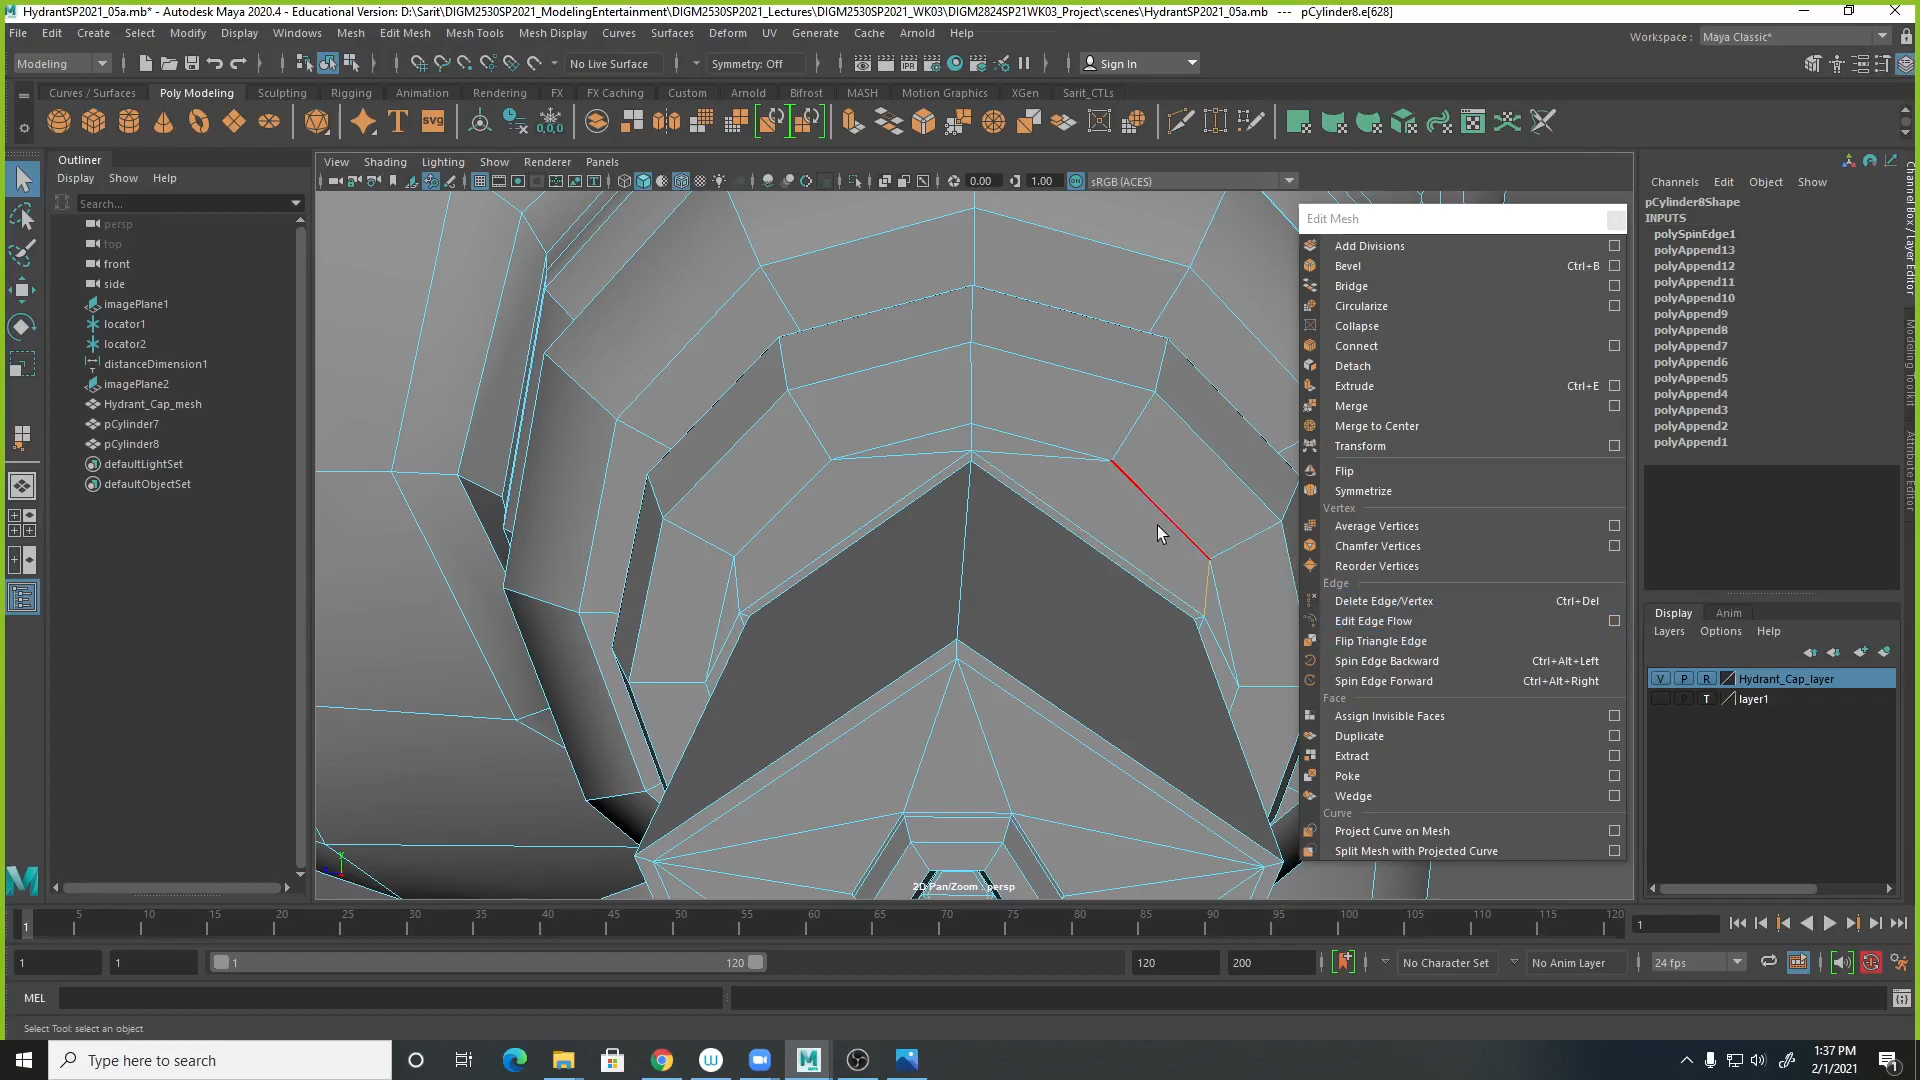 HydrantSP2021_05a.mb* - Autodesk Maya 2020.4 - Educational Version: D:\Sarit\DIGM2530SP2021_ModelingEntertainment\DIGM2530SP2021_Lectures\DIGM2530SP2021_WK03\DIGM2824SP21WK03_Project\scenes\HydrantSP2021_05a.mb --- pCylinder8.e[628]
File Edit Create Select Modify Display Windows Mesh Edit Mesh Mesh Tools Mesh Display Curves Surfaces Deform UV Generate Cache Arnold Help
Workspace : Maya Classic*
Modeling No Live Surface Symmetry: Off Sign In
Curves / Surfaces Poly Modeling Sculpting Rigging Animation Rendering FX FX Caching Custom Arnold Bifrost MASH Motion Graphics XGen Sarit_CTLs
Outliner
Display Show Help
Search...
persp
top
front
side
imagePlane1
locator1
locator2
distanceDimension1
imagePlane2
Hydrant_Cap_mesh
pCylinder7
pCylinder8
defaultLightSet
defaultObjectSet
View Shading Lighting Show Renderer Panels
0.00 1.00 sRGB (ACES)
2D Pan/Zoom : persp
Edit Mesh
Add Divisions
Bevel Ctrl+B
Bridge
Circularize
Collapse
Connect
Detach
Extrude Ctrl+E
Merge
Merge to Center
Transform
Flip
Symmetrize
Vertex
Average Vertices
Chamfer Vertices
Reorder Vertices
Edge
Delete Edge/Vertex Ctrl+Del
Edit Edge Flow
Flip Triangle Edge
Spin Edge Backward Ctrl+Alt+Left
Spin Edge Forward Ctrl+Alt+Right
Face
Assign Invisible Faces
Duplicate
Extract
Poke
Wedge
Curve
Project Curve on Mesh
Split Mesh with Projected Curve
Channels Edit Object Show
pCylinder8Shape
INPUTS
polySpinEdge1
polyAppend13
polyAppend12
polyAppend11
polyAppend10
polyAppend9
polyAppend8
polyAppend7
polyAppend6
polyAppend5
polyAppend4
polyAppend3
polyAppend2
polyAppend1
Channel Box / Layer Editor
Modeling Toolkit
Attribute Editor
Display Anim
Layers Options Help
V P R Hydrant_Cap_layer
P T layer1
1 5 10 15 20 25 30 35 40 45 50 55 60 65 70 75 80 85 90 95 100 105 110 115 120 1
1 1 1 120 120 200 No Character Set No Anim Layer 24 fps
MEL
Select Tool: select an object
Type here to search
1:37 PM
2/1/2021